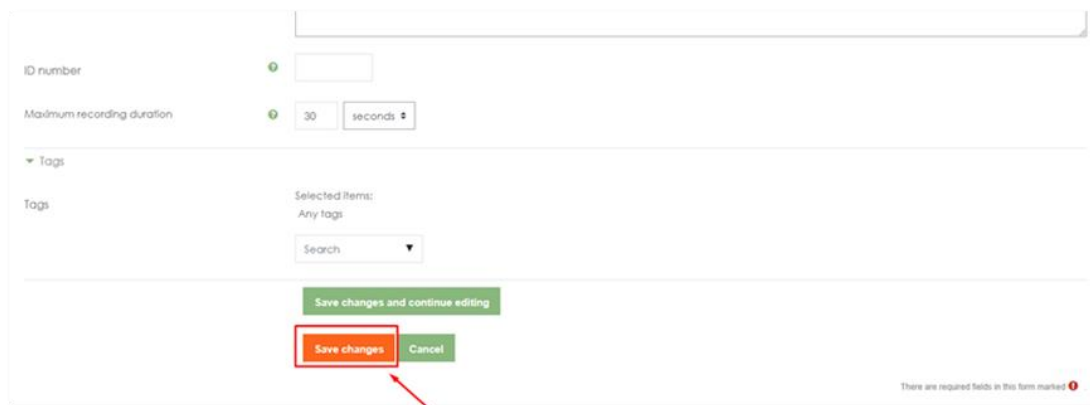 ID number
Maximum recording duration 30 seconds
Tags
Tags
Selected items:
Any tags
Search
Save changes and continue editing
Save changes Cancel
There are required fields in this form marked